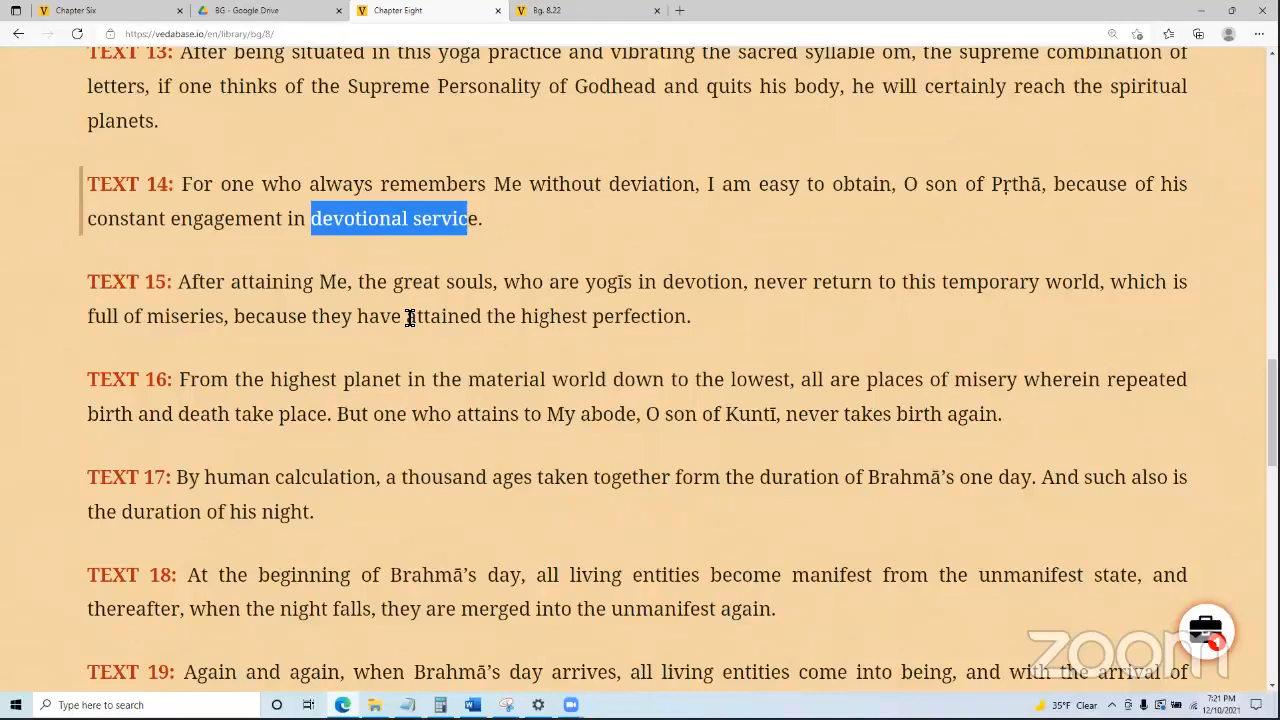 Chapter Six
BG - Google Drive
Chapter Eight
Bg. 8.22
https://vedabase.io/en/library/bg/8/
TEXT 13: After being situated in this yoga practice and vibrating the sacred syllable om, the supreme combination of
letters, if one thinks of the Supreme Personality of Godhead and quits his body, he will certainly reach the spiritual
planets.
TEXT 14: For one who always remembers Me without deviation, I am easy to obtain, O son of Pṛthā, because of his
constant engagement in devotional service.
TEXT 15: After attaining Me, the great souls, who are yogīs in devotion, never return to this temporary world, which is
full of miseries, because they have attained the highest perfection.
TEXT 16: From the highest planet in the material world down to the lowest, all are places of misery wherein repeated
birth and death take place. But one who attains to My abode, O son of Kuntī, never takes birth again.
TEXT 17: By human calculation, a thousand ages taken together form the duration of Brahmā’s one day. And such also is
the duration of his night.
TEXT 18: At the beginning of Brahmā’s day, all living entities become manifest from the unmanifest state, and
thereafter, when the night falls, they are merged into the unmanifest again.
1
zoom
TEXT 19: Again and again, when Brahmā’s day arrives, all living entities come into being, and with the arrival of
Type here to search
35°F Clear
7:21 PM
12/10/2021